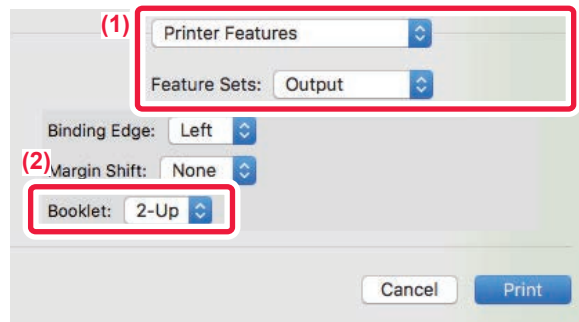 (1)
Printer Features
Feature Sets: Output
Binding Edge: Left
(2)
Margin Shift: None
Booklet: 2-Up
Cancel Print